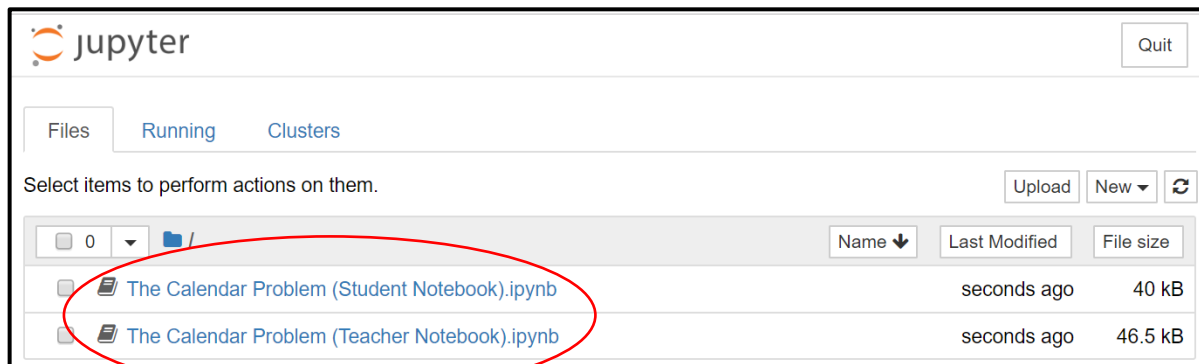 jupyter Quit
Files Running Clusters
Select items to perform actions on them. Upload New
0 / Name Last Modified File size
The Calendar Problem (Student Notebook).ipynb seconds ago 40 kB
The Calendar Problem (Teacher Notebook).ipynb seconds ago 46.5 kB